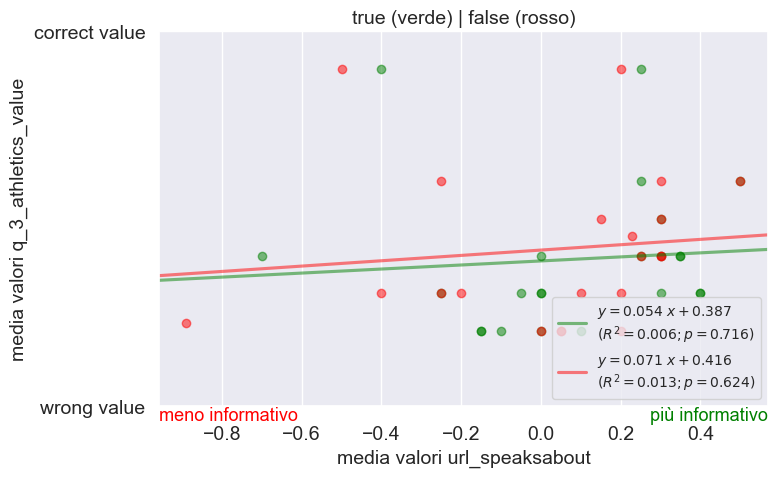 true (verde) | false (rosso)
correct value
media valori q_3_athletics_value
wrong value
y = 0.054 x + 0.387
(R² = 0.006; p = 0.716)
y = 0.071 x + 0.416
(R² = 0.013; p = 0.624)
meno informativo
più informativo
−0.8 −0.6 −0.4 −0.2 0.0 0.2 0.4
media valori url_speaksabout